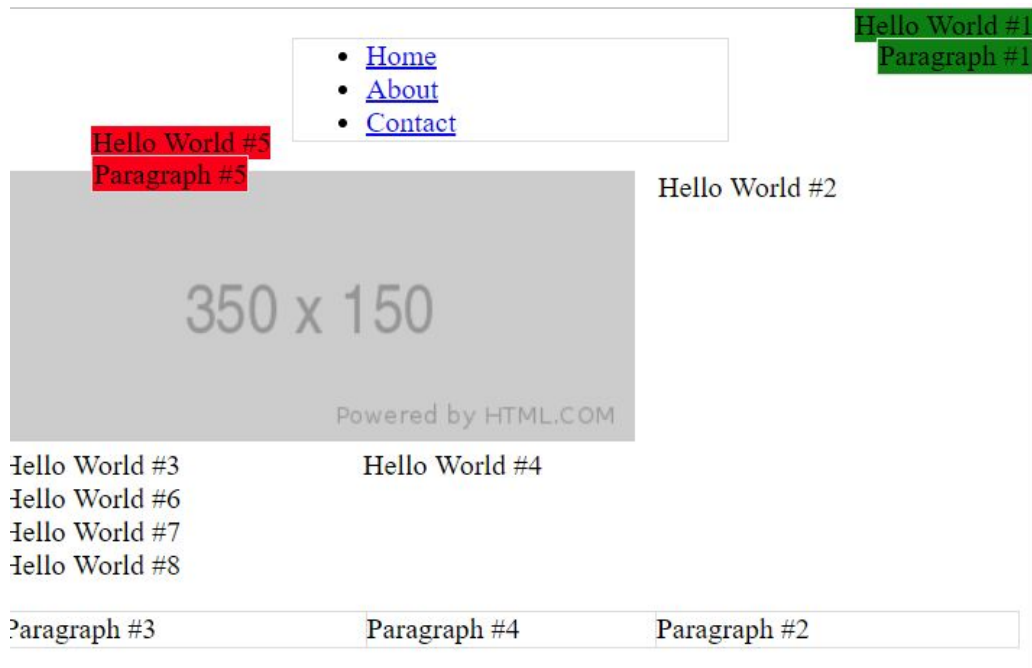 Hello World #1
Paragraph #1
Home
About
Contact
Hello World #5
Paragraph #5
Hello World #2
350 x 150
Powered by HTML.COM
Hello World #3
Hello World #4
Hello World #6
Hello World #7
Hello World #8
Paragraph #3
Paragraph #4
Paragraph #2